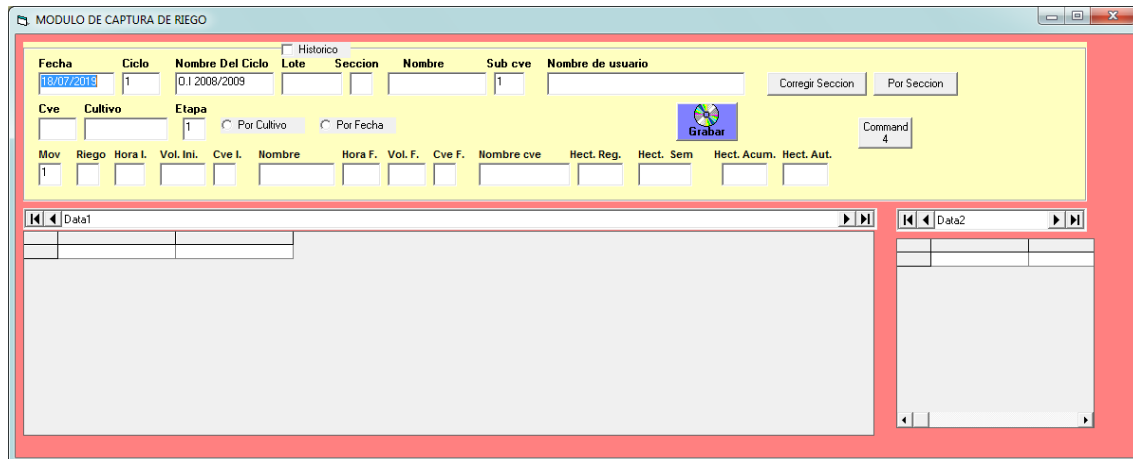 MODULO DE CAPTURA DE RIEGO
Historico
Fecha Ciclo Nombre Del Ciclo Lote Seccion Nombre Sub cve Nombre de usuario
18/07/2019 1 O.I 2008/2009 1 Corregir Seccion Por Seccion
Cve Cultivo Etapa
1 Por Cultivo Por Fecha Grabar Command
4
Mov Riego Hora I. Vol. Ini. Cve I. Nombre Hora F. Vol. F. Cve F. Nombre cve Hect. Reg. Hect. Sem Hect. Acum. Hect. Aut.
1
Data1 Data2